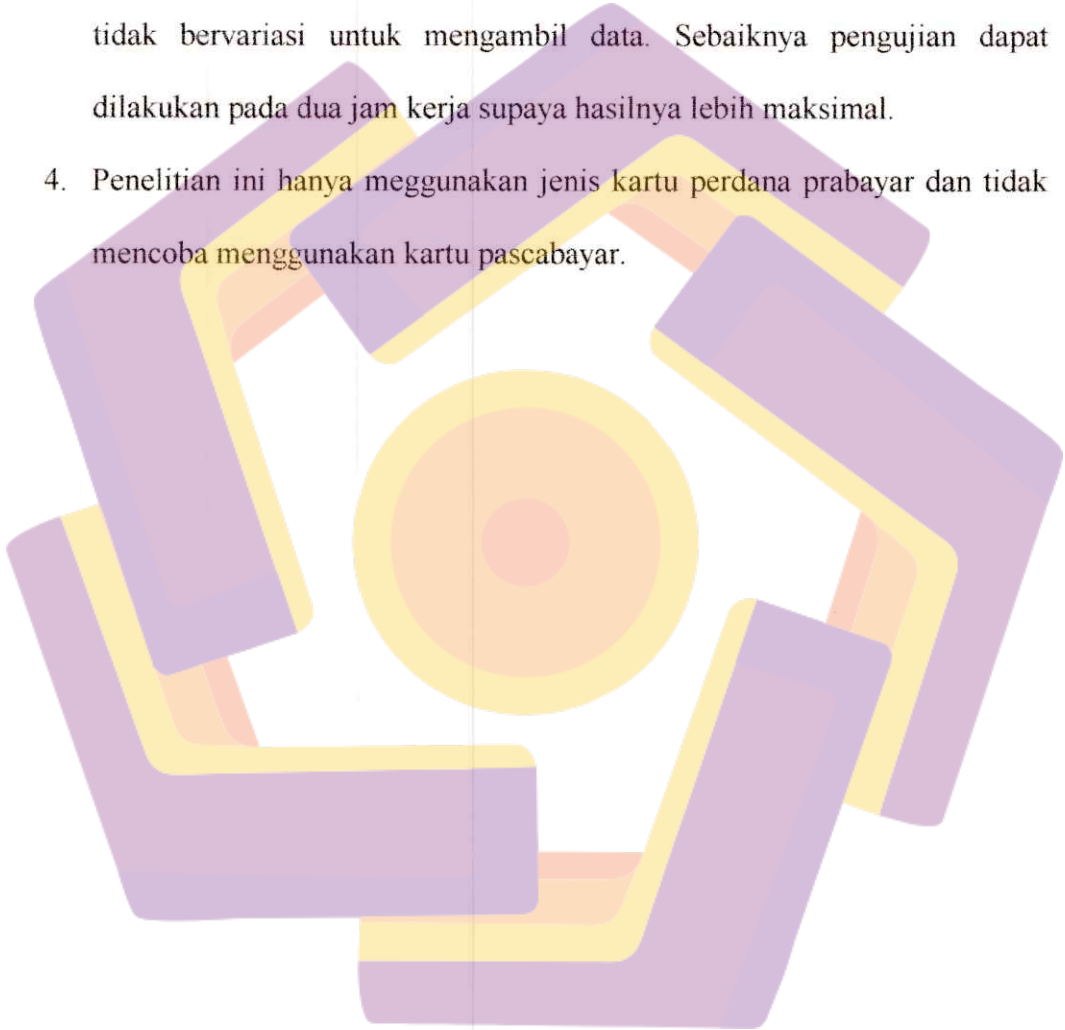 tidak bervariasi untuk mengambil data. Sebaiknya pengujian dapat
dilakukan pada dua jam kerja supaya hasilnya lebih maksimal.
4. Penelitian ini hanya meggunakan jenis kartu perdana prabayar dan tidak
mencoba menggunakan kartu pascabayar.